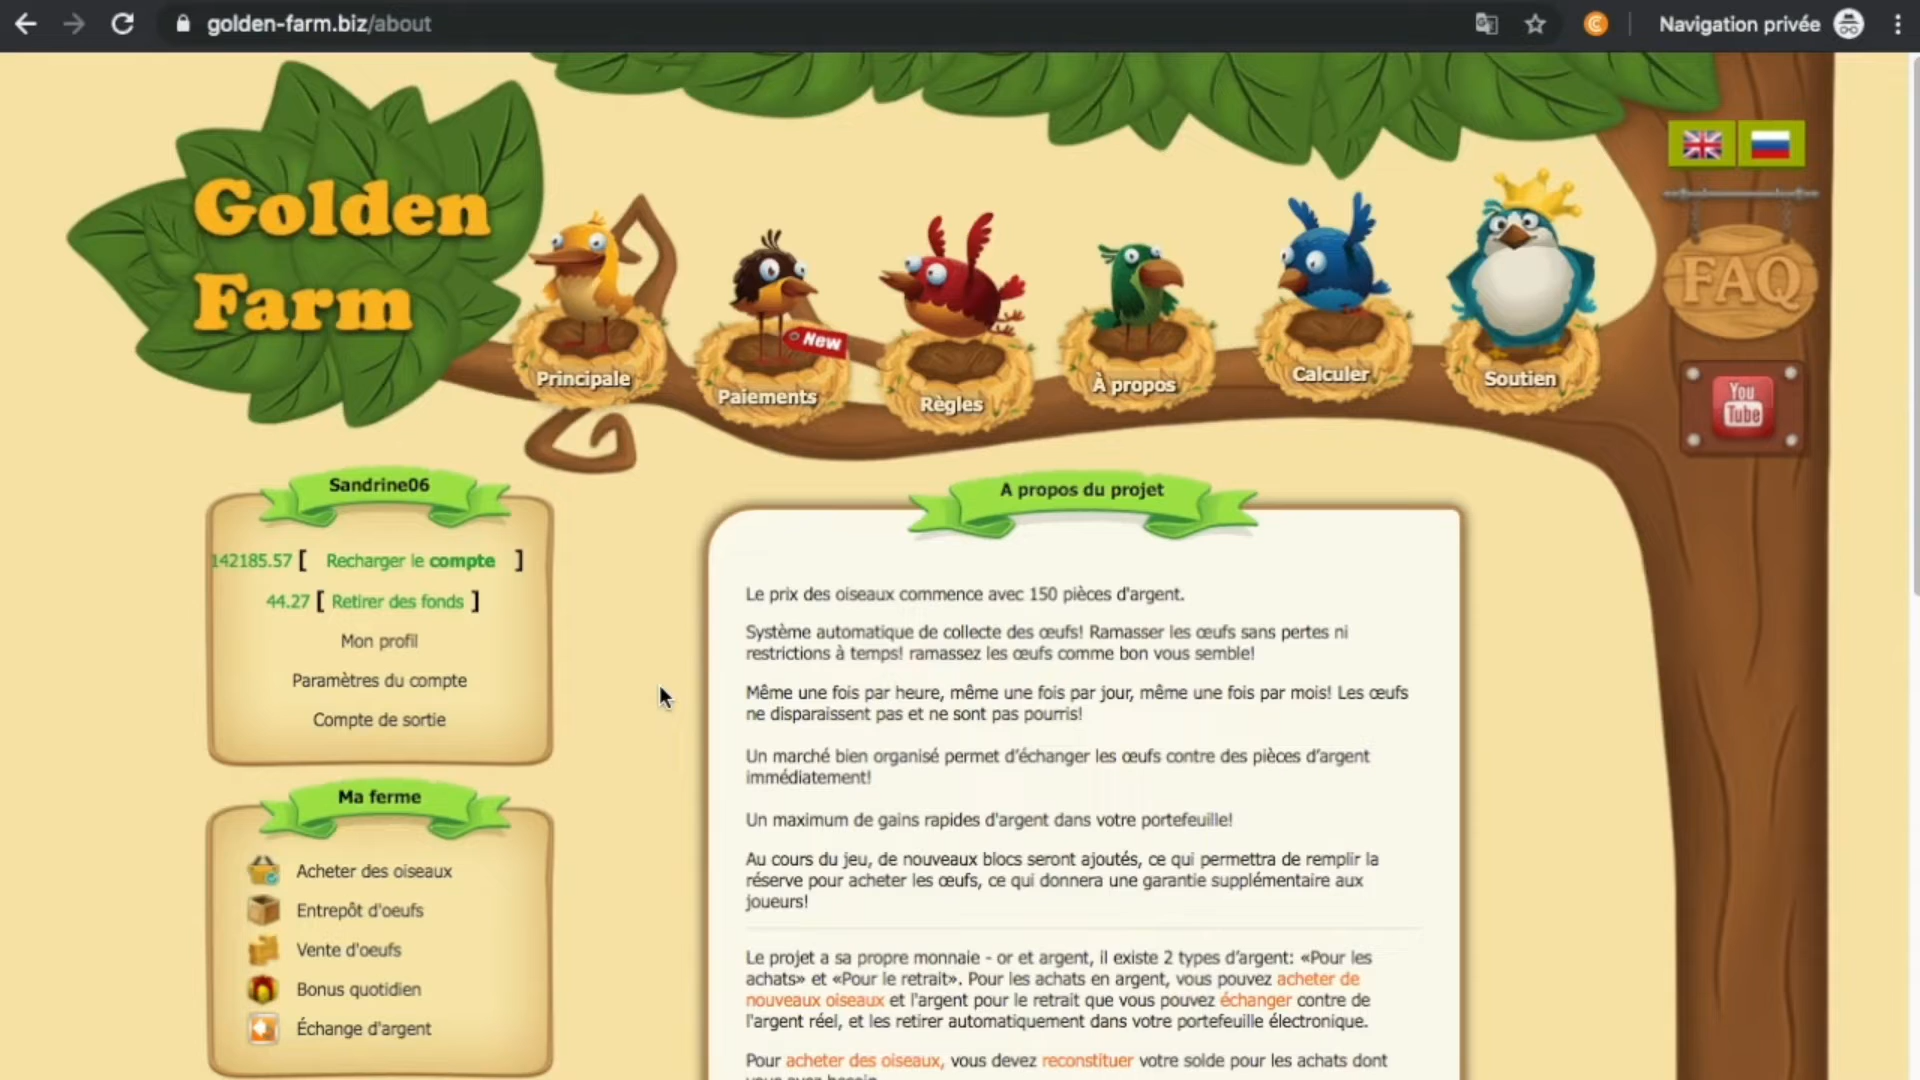 golden-farm.biz/about
Navigation privée
Golden
Farm
Principale
Paiements
New
Règles
À propos
Calculer
Soutien
FAQ
You
Tube
Sandrine06
142185.57 [ Recharger le compte ]
44.27 [ Retirer des fonds ]
Mon profil
Paramètres du compte
Compte de sortie
Ma ferme
Acheter des oiseaux
Entrepôt d'oeufs
Vente d'oeufs
Bonus quotidien
Échange d'argent
A propos du projet
Le prix des oiseaux commence avec 150 pièces d'argent.
Système automatique de collecte des œufs! Ramasser les œufs sans pertes ni
restrictions à temps! ramassez les œufs comme bon vous semble!
Même une fois par heure, même une fois par jour, même une fois par mois! Les œufs
ne disparaissent pas et ne sont pas pourris!
Un marché bien organisé permet d’échanger les œufs contre des pièces d’argent
immédiatement!
Un maximum de gains rapides d'argent dans votre portefeuille!
Au cours du jeu, de nouveaux blocs seront ajoutés, ce qui permettra de remplir la
réserve pour acheter les œufs, ce qui donnera une garantie supplémentaire aux
joueurs!
Le projet a sa propre monnaie - or et argent, il existe 2 types d’argent: «Pour les
achats» et «Pour le retrait». Pour les achats en argent, vous pouvez acheter de
nouveaux oiseaux et l'argent pour le retrait que vous pouvez échanger contre de
l'argent réel, et les retirer automatiquement dans votre portefeuille électronique.
Pour acheter des oiseaux, vous devez reconstituer votre solde pour les achats dont